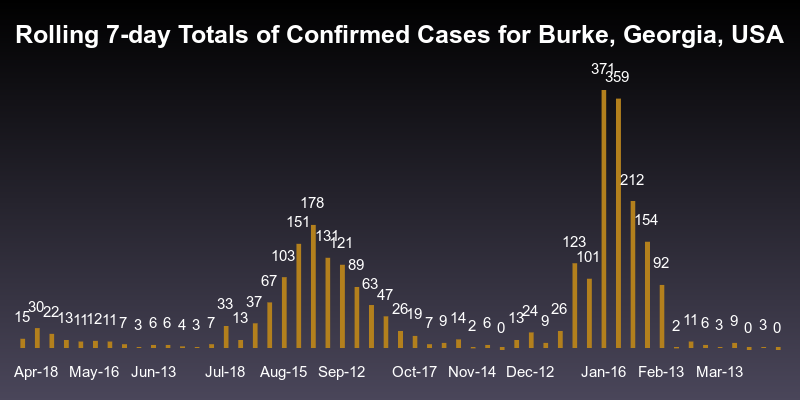 Rolling 7-day Totals of Confirmed Cases for Burke, Georgia, USA
15 30 22 13 11 12 11 7 3 6 6 4 3 7 33 13 37 67 103 151 178 131 121 89 63 47 26 19 7 9 14 2 6 0 13 24 9 26 123 101 371 359 212 154 92 2 11 6 3 9 0 3 0
Apr-18 May-16 Jun-13 Jul-18 Aug-15 Sep-12 Oct-17 Nov-14 Dec-12 Jan-16 Feb-13 Mar-13